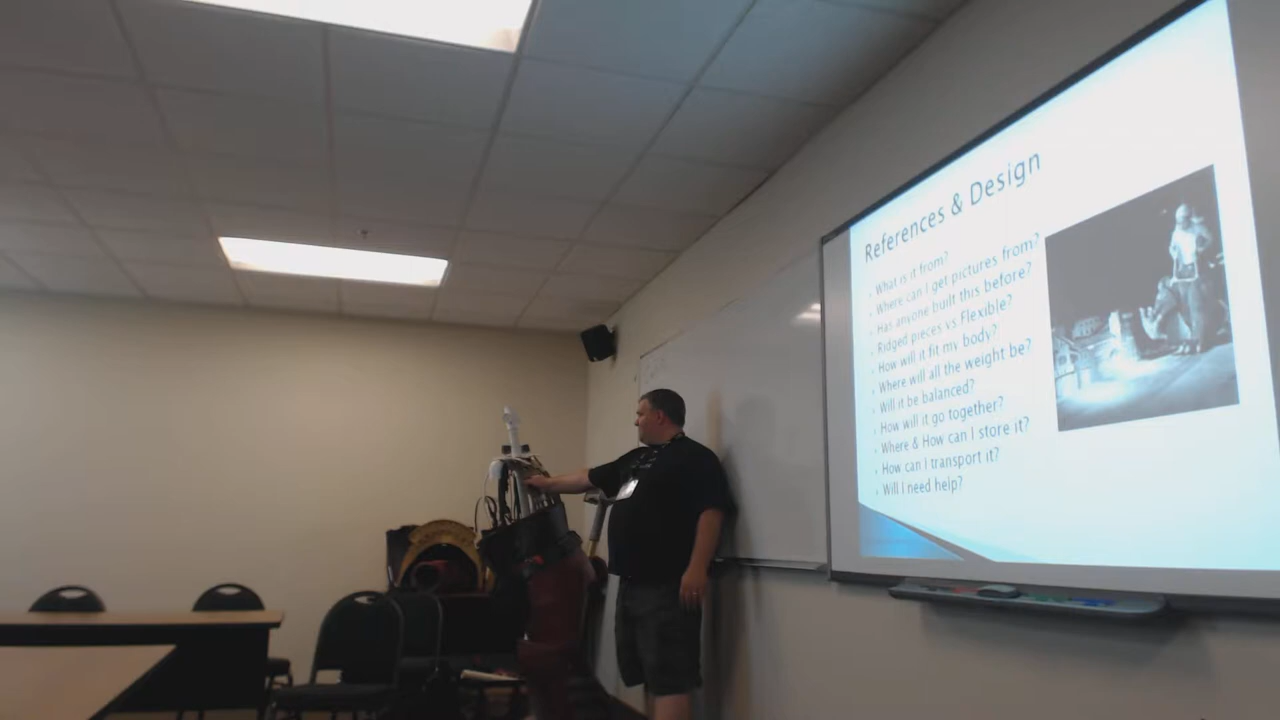 References & Design
What is it from?
Where can I get pictures from?
Has anyone built this before?
Ridged pieces vs Flexible?
How will it fit my body?
Where will all the weight be?
Will it be balanced?
How will it go together?
Where & How can I store it?
How can I transport it?
Will I need help?